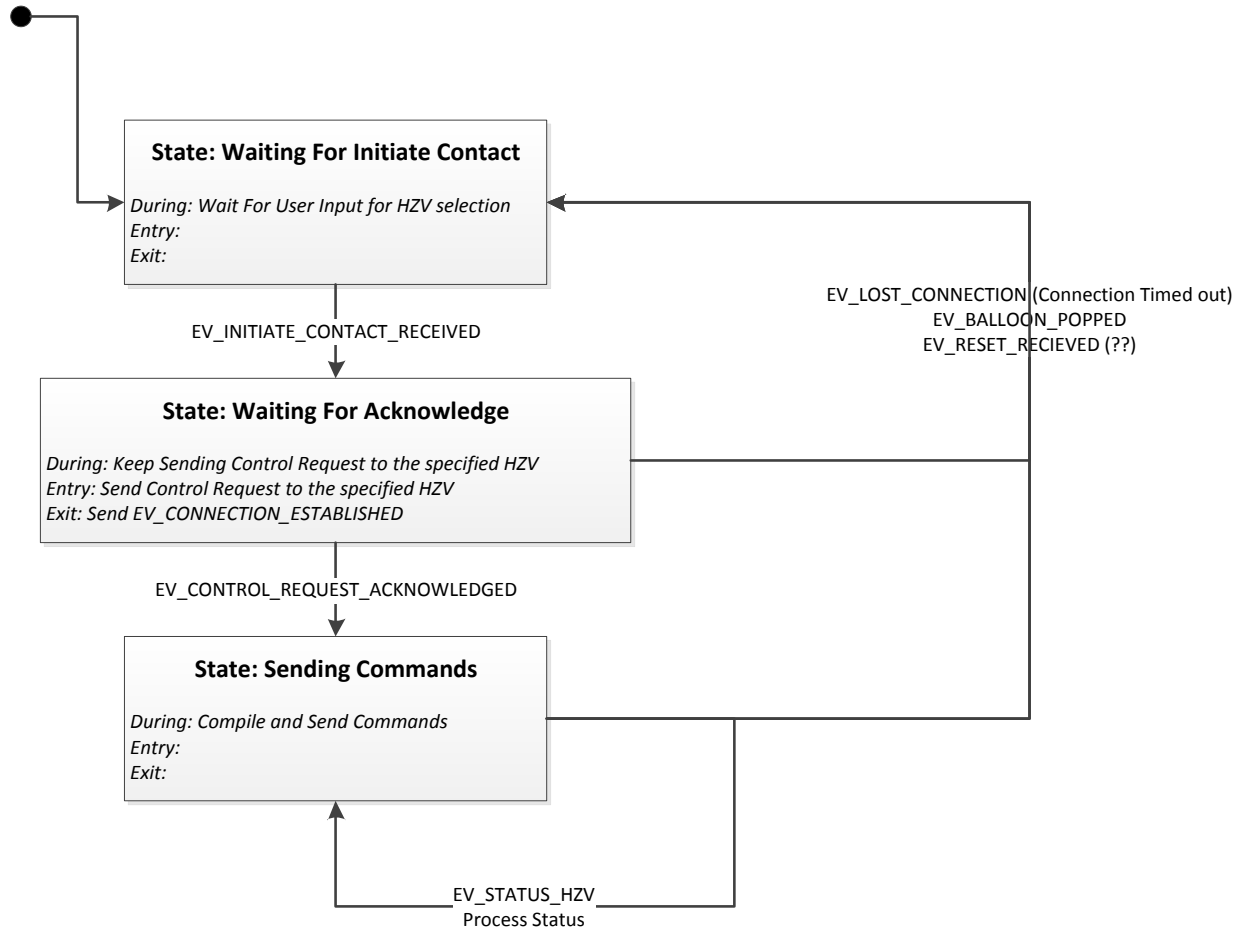 State: Waiting For Initiate Contact
During: Wait For User Input for HZV selection
Entry:
Exit:
EV_LOST_CONNECTION (Connection Timed out)
EV_BALLOON_POPPED
EV_RESET_RECIEVED (??)
EV_INITIATE_CONTACT_RECEIVED
State: Waiting For Acknowledge
During: Keep Sending Control Request to the specified HZV
Entry: Send Control Request to the specified HZV
Exit: Send EV_CONNECTION_ESTABLISHED
EV_CONTROL_REQUEST_ACKNOWLEDGED
State: Sending Commands
During: Compile and Send Commands
Entry:
Exit:
EV_STATUS_HZV
Process Status